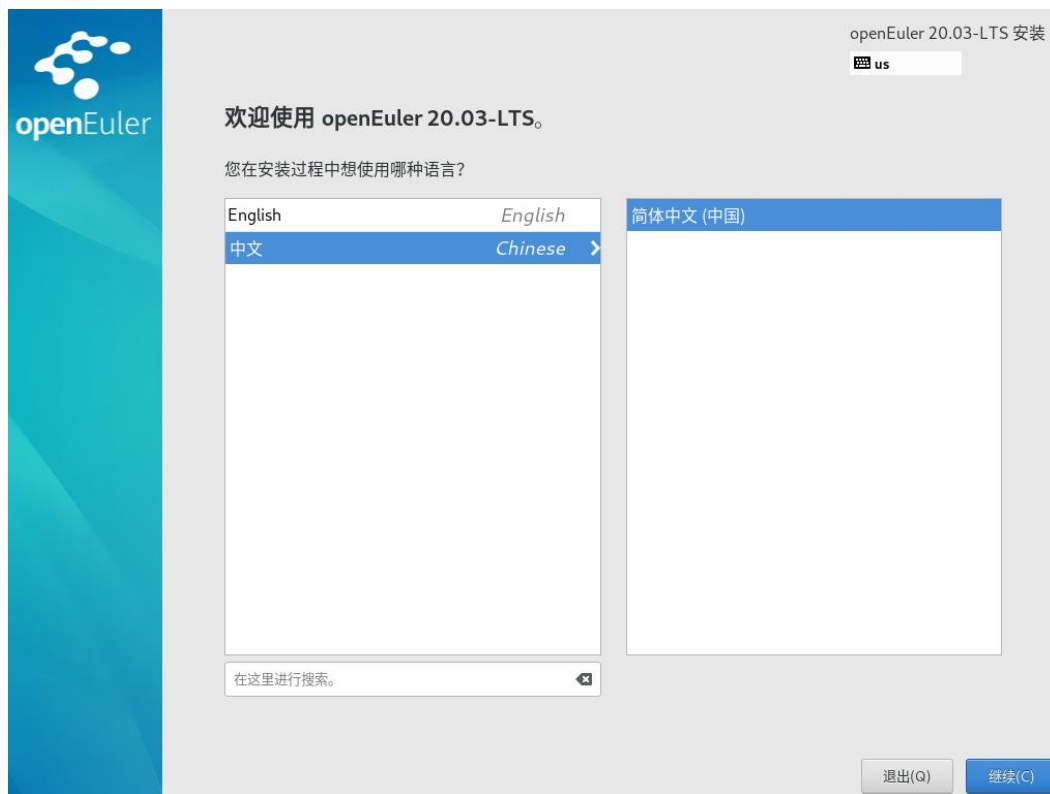 openEuler
openEuler 20.03-LTS 安装
us
欢迎使用 openEuler 20.03-LTS。
您在安装过程中想使用哪种语言?
English English
中文 Chinese
简体中文 (中国)
在这里进行搜索。
退出(Q) 继续(C)